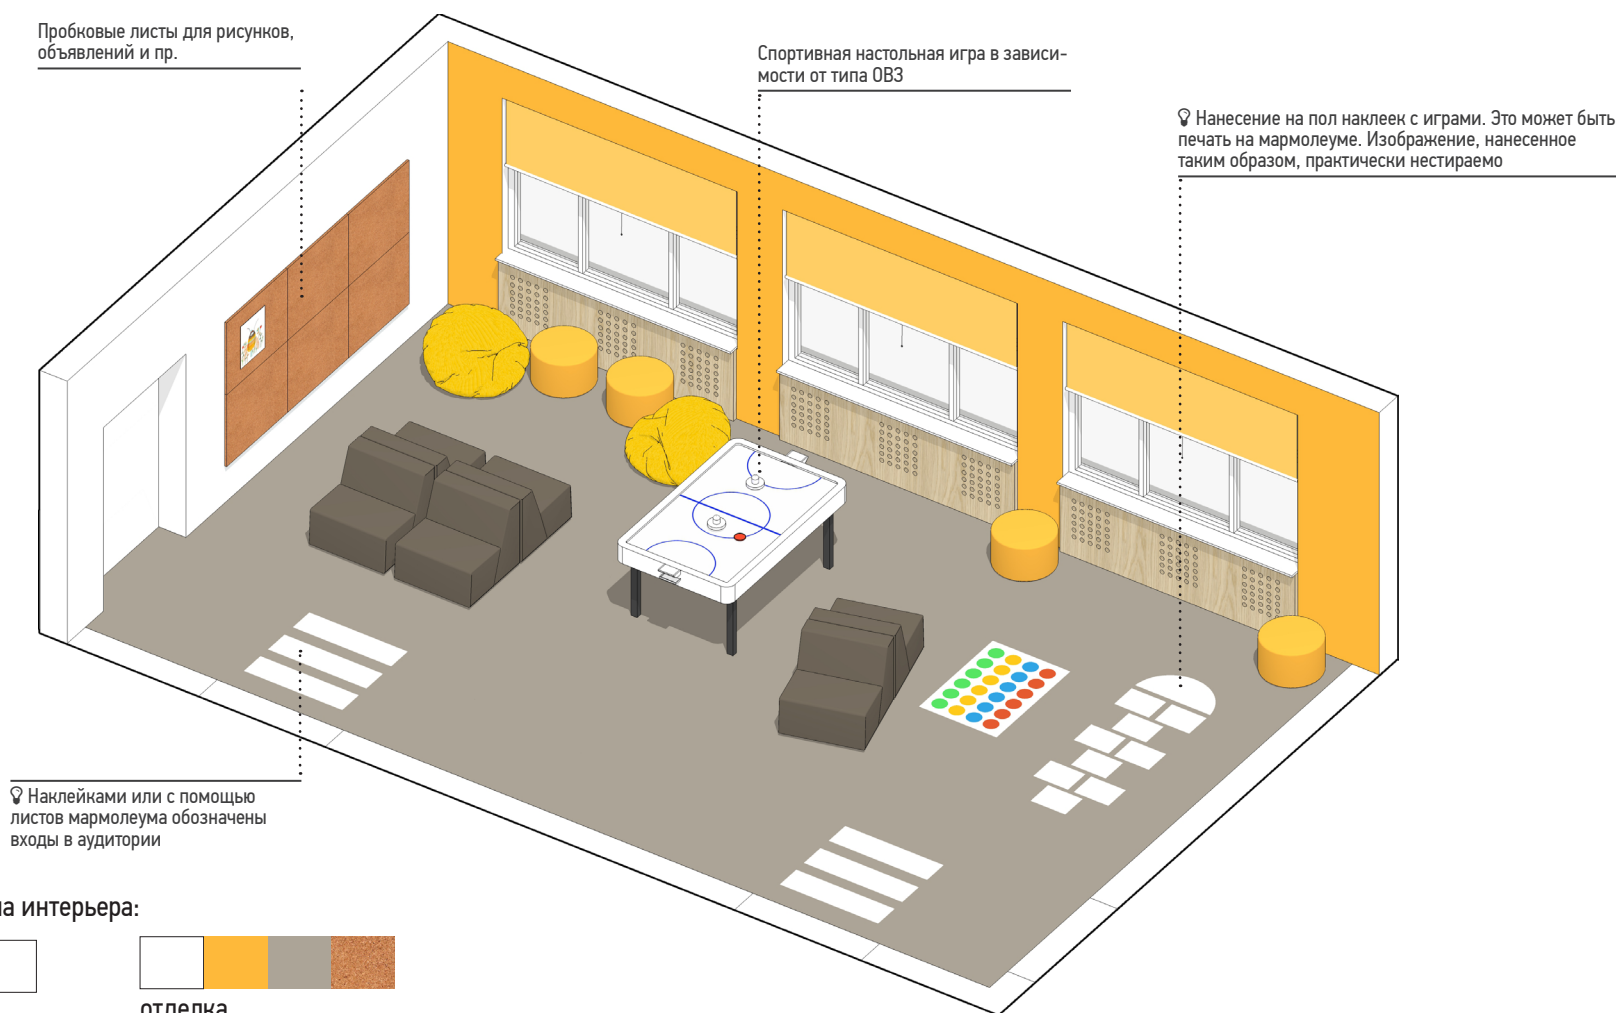 Пробковые листы для рисунков,
объявлений и пр.
Спортивная настольная игра в зависи-
мости от типа ОВЗ
Нанесение на пол наклеек с играми. Это может быть
печать на мармолеуме. Изображение, нанесенное
таким образом, практически нестираемо
Наклейками или с помощью
листов мармолеума обозначены
входы в аудитории
интерьера:
отделка